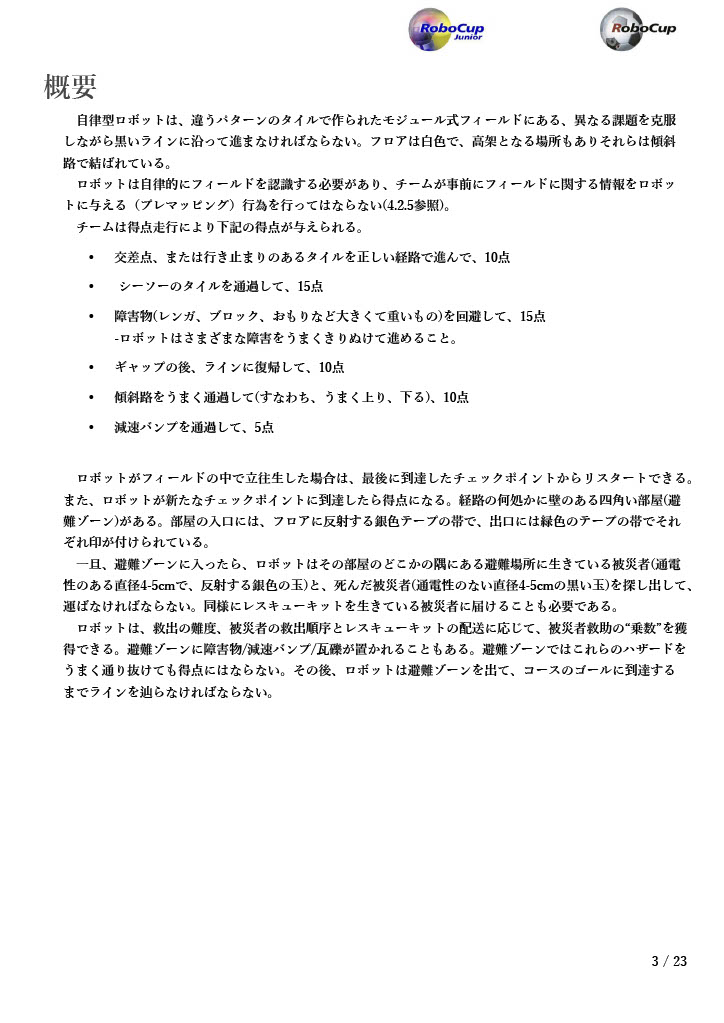 RoboCup
Junior
RoboCup
概要
自律型ロボットは、違うパターンのタイルで作られたモジュール式フィールドにある、異なる課題を克服
しながら黒いラインに沿って進まなければならない。フロアは白色で、高架となる場所もありそれらは傾斜
路で結ばれている。
ロボットは自律的にフィールドを認識する必要があり、チームが事前にフィールドに関する情報をロボッ
トに与える（プレマッピング）行為を行ってはならない(4.2.5参照)。
チームは得点走行により下記の得点が与えられる。
• 交差点、または行き止まりのあるタイルを正しい経路で進んで、10点
• シーソーのタイルを通過して、15点
• 障害物(レンガ、ブロック、おもりなど大きくて重いもの)を回避して、15点
-ロボットはさまざまな障害をうまくきりぬけて進めること。
• ギャップの後、ラインに復帰して、10点
• 傾斜路をうまく通過して(すなわち、うまく上り、下る)、10点
• 減速バンプを通過して、5点
ロボットがフィールドの中で立往生した場合は、最後に到達したチェックポイントからリスタートできる。
また、ロボットが新たなチェックポイントに到達したら得点になる。経路の何処かに壁のある四角い部屋(避
難ゾーン)がある。部屋の入口には、フロアに反射する銀色テープの帯で、出口には緑色のテープの帯でそれ
ぞれ印が付けられている。
一旦、避難ゾーンに入ったら、ロボットはその部屋のどこかの隅にある避難場所に生きている被災者(通電
性のある直径4-5cmで、反射する銀色の玉)と、死んだ被災者(通電性のない直径4-5cmの黒い玉)を探し出して、
運ばなければならない。同様にレスキューキットを生きている被災者に届けることも必要である。
ロボットは、救出の難度、被災者の救出順序とレスキューキットの配送に応じて、被災者救助の“乗数”を獲
得できる。避難ゾーンに障害物/減速バンプ/瓦礫が置かれることもある。避難ゾーンではこれらのハザードを
うまく通り抜けても得点にはならない。その後、ロボットは避難ゾーンを出て、コースのゴールに到達する
までラインを辿らなければならない。
3 / 23